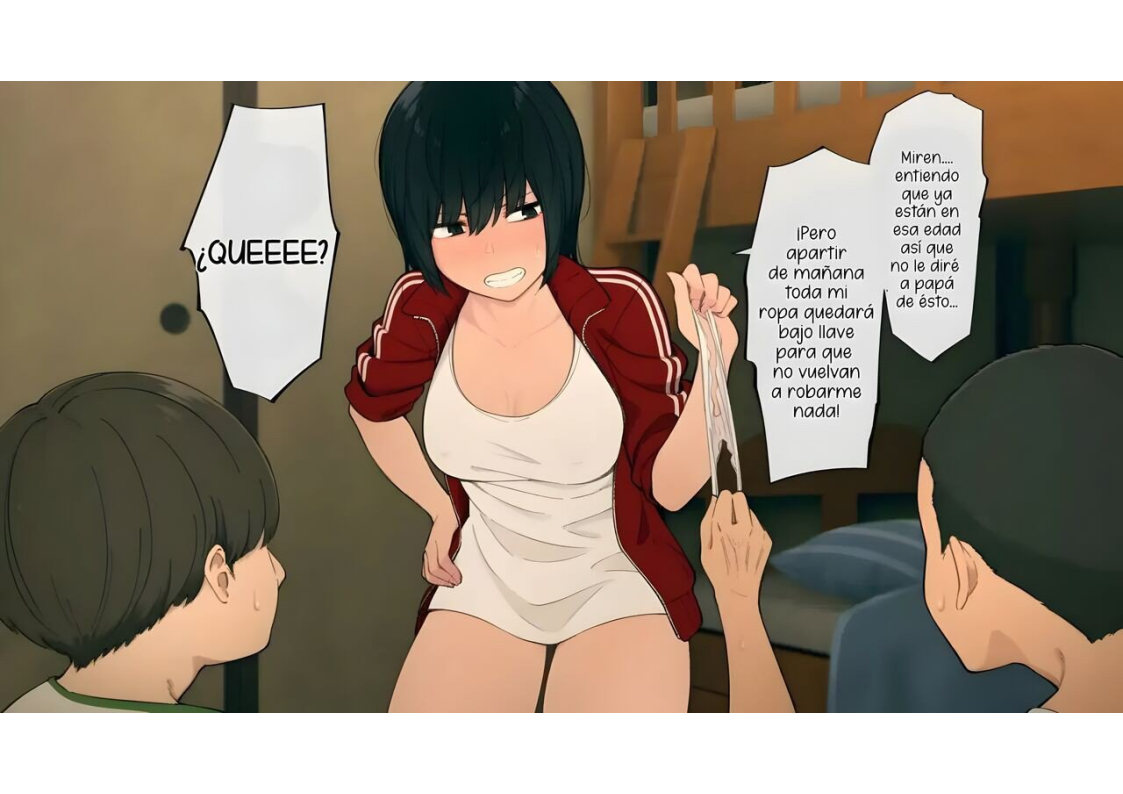 Miren....
entiendo
que ya
están en
esa edad
así que
no le diré
a papá
de ésto...
¡Pero
apartir
de mañana
toda mi
ropa quedará
bajo llave
para que
no vuelvan
a robarme
nada!
¿QUEEEE?